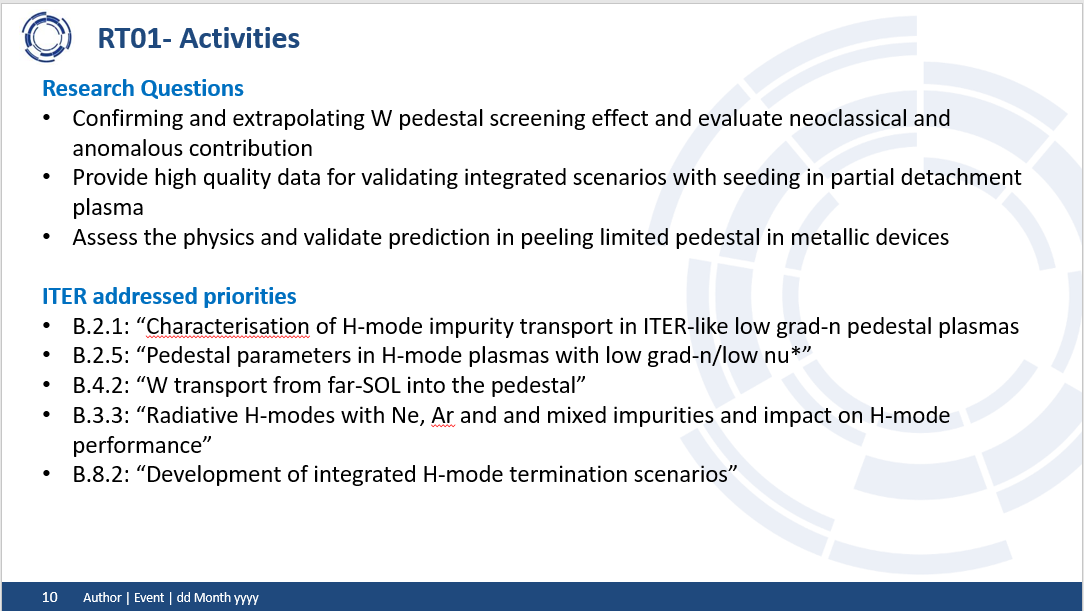 RT01- Activities
Research Questions
• Confirming and extrapolating W pedestal screening effect and evaluate neoclassical and
anomalous contribution
• Provide high quality data for validating integrated scenarios with seeding in partial detachment
plasma
• Assess the physics and validate prediction in peeling limited pedestal in metallic devices
ITER addressed priorities
• B.2.1: “Characterisation of H-mode impurity transport in ITER-like low grad-n pedestal plasmas
• B.2.5: “Pedestal parameters in H-mode plasmas with low grad-n/low nu*”
• B.4.2: “W transport from far-SOL into the pedestal”
• B.3.3: “Radiative H-modes with Ne, Ar and and mixed impurities and impact on H-mode
performance”
• B.8.2: “Development of integrated H-mode termination scenarios”
10 Author | Event | dd Month yyyy